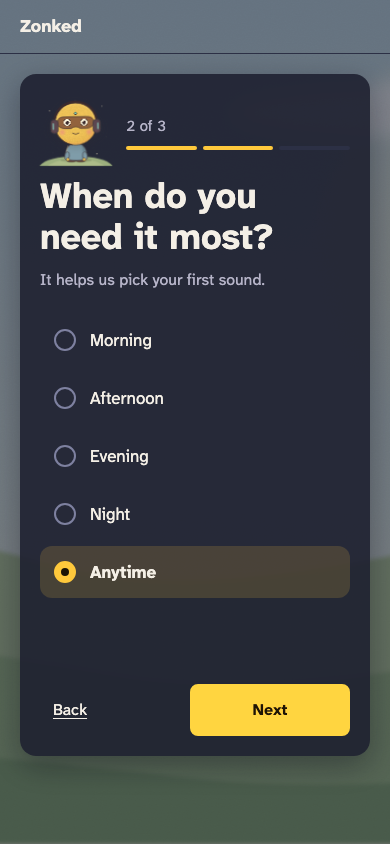 Zonked
2 of 3
When do you
need it most?
It helps us pick your first sound.
Morning
Afternoon
Evening
Night
Anytime
Back
Next